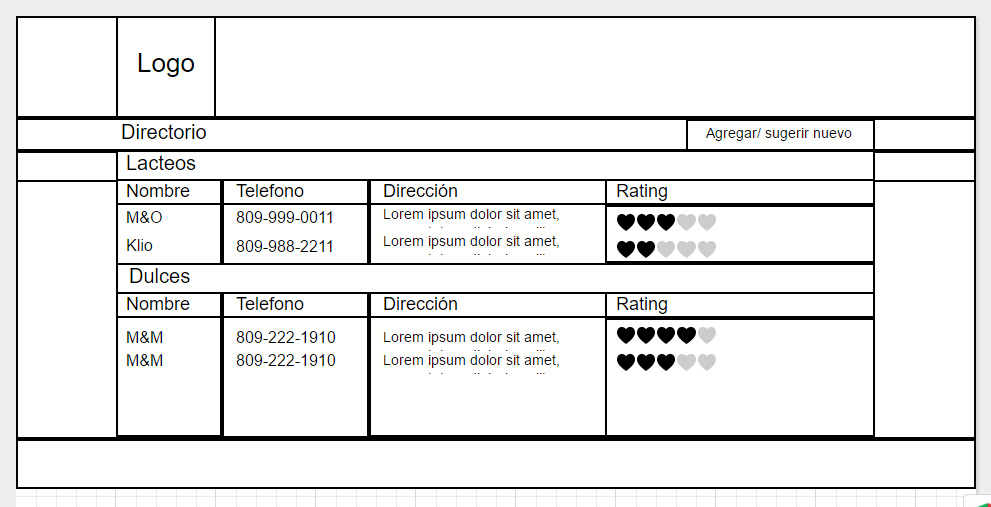 Logo
Directorio
Agregar/ sugerir nuevo
Lacteos
Nombre Telefono Dirección Rating
M&O 809-999-0011 Lorem ipsum dolor sit amet,
Klio 809-988-2211 Lorem ipsum dolor sit amet,
Dulces
Nombre Telefono Dirección Rating
M&M 809-222-1910 Lorem ipsum dolor sit amet,
M&M 809-222-1910 Lorem ipsum dolor sit amet,